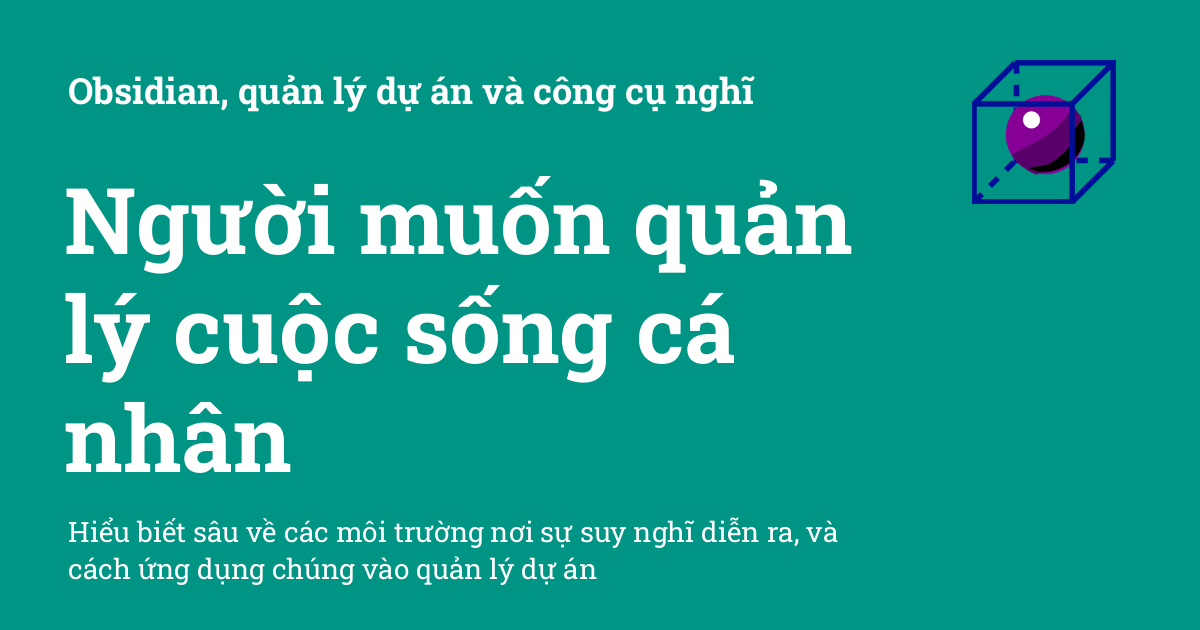 Obsidian, quản lý dự án và công cụ nghĩ
Người muốn quản
lý cuộc sống cá
nhân
Hiểu biết sâu về các môi trường nơi sự suy nghĩ diễn ra, và
cách ứng dụng chúng vào quản lý dự án